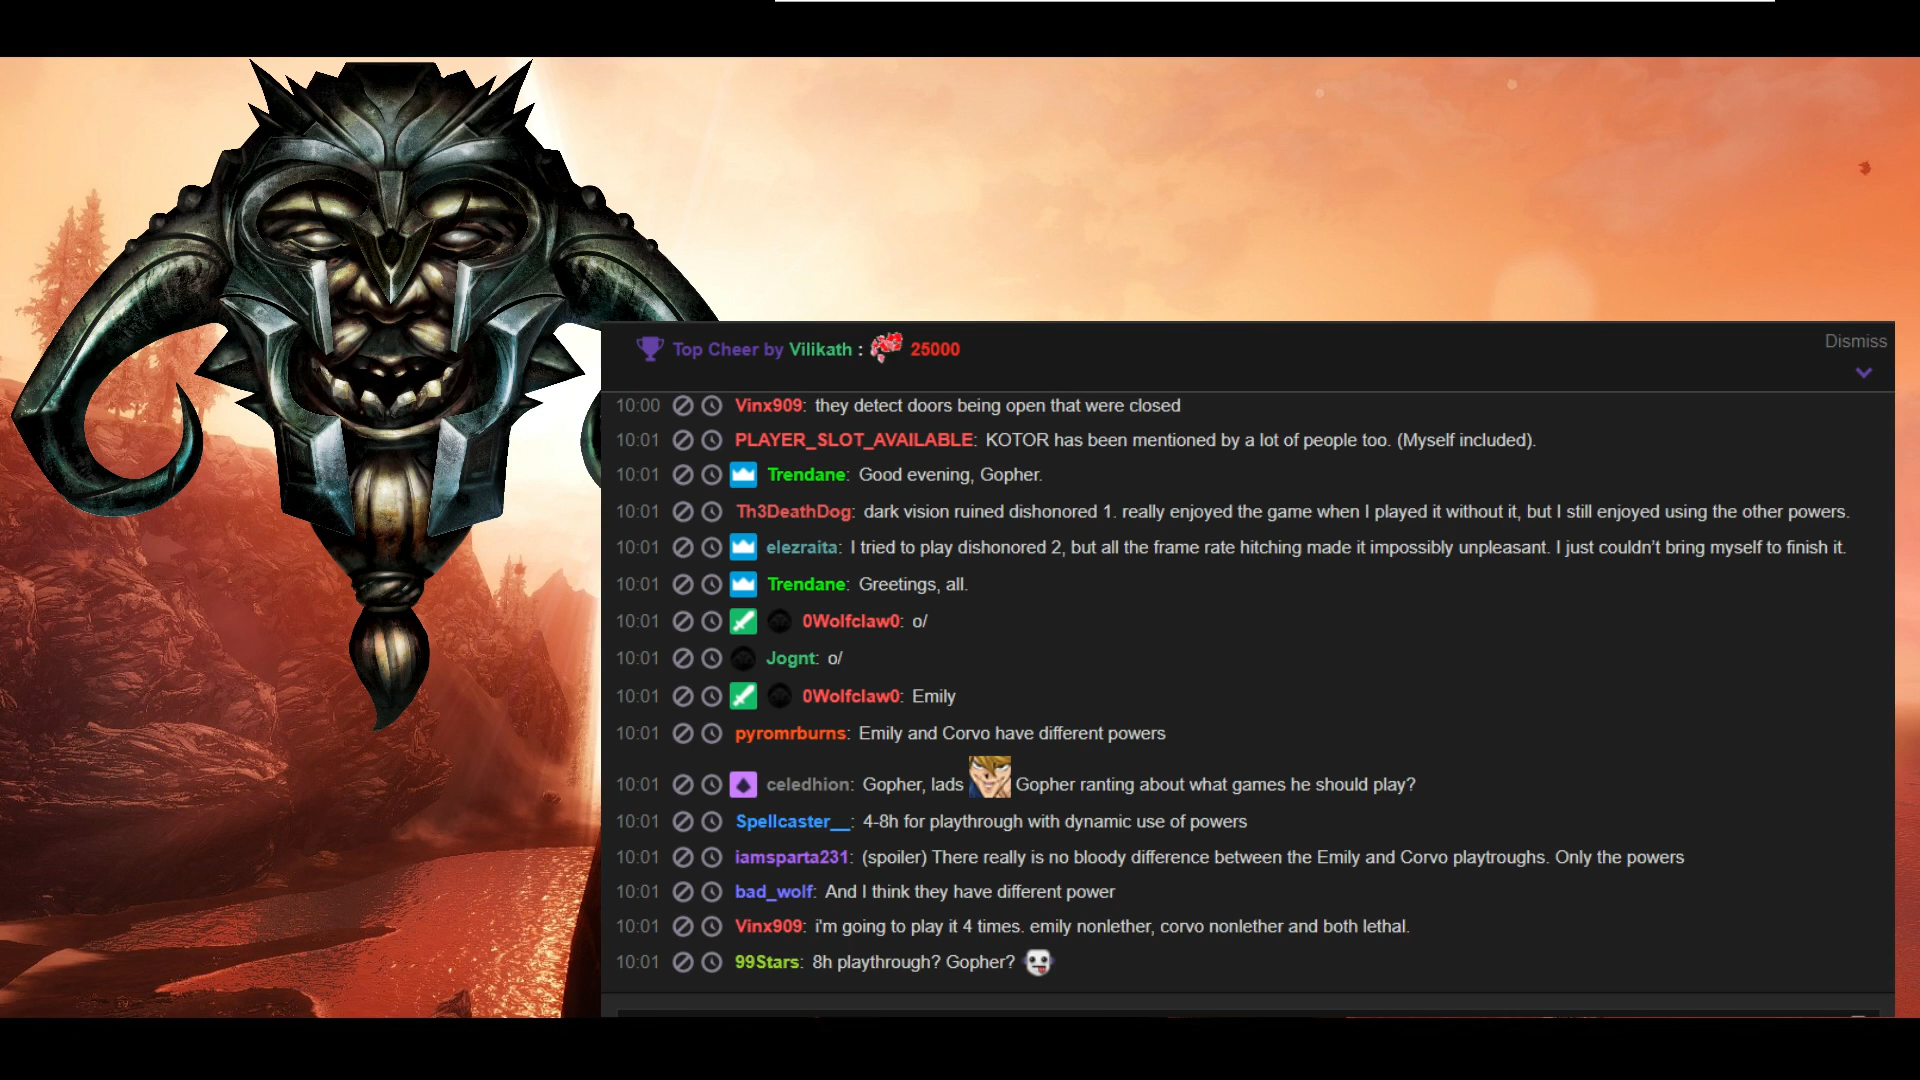 Top Cheer by Vilikath : 25000
Dismiss
10:00 Vinx909: they detect doors being open that were closed
10:01 PLAYER_SLOT_AVAILABLE: KOTOR has been mentioned by a lot of people too. (Myself included).
10:01 Trendane: Good evening, Gopher.
10:01 Th3DeathDog: dark vision ruined dishonored 1. really enjoyed the game when I played it without it, but I still enjoyed using the other powers.
10:01 elezraita: I tried to play dishonored 2, but all the frame rate hitching made it impossibly unpleasant. I just couldn’t bring myself to finish it.
10:01 Trendane: Greetings, all.
10:01 0Wolfclaw0: o/
10:01 Jognt: o/
10:01 0Wolfclaw0: Emily
10:01 pyromrburns: Emily and Corvo have different powers
10:01 celedhion: Gopher, lads Gopher ranting about what games he should play?
10:01 Spellcaster__: 4-8h for playthrough with dynamic use of powers
10:01 iamsparta231: (spoiler) There really is no bloody difference between the Emily and Corvo playtroughs. Only the powers
10:01 bad_wolf: And I think they have different power
10:01 Vinx909: i'm going to play it 4 times. emily nonlether, corvo nonlether and both lethal.
10:01 99Stars: 8h playthrough? Gopher?